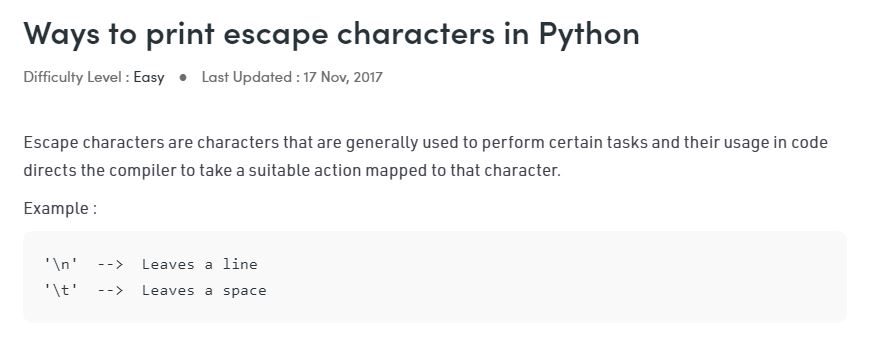 Ways to print escape characters in Python
Difficulty Level : Easy ● Last Updated : 17 Nov, 2017
Escape characters are characters that are generally used to perform certain tasks and their usage in code
directs the compiler to take a suitable action mapped to that character.
Example :
'\n'  -->  Leaves a line
'\t'  -->  Leaves a space